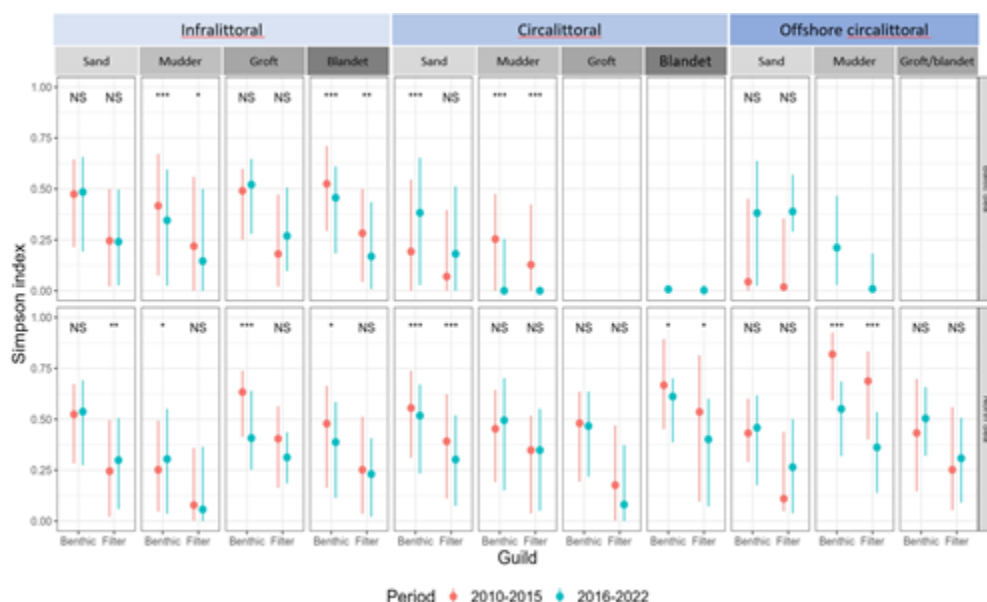 Infralittoral Circalittoral Offshore circalittoral
Sand Mudder Groft Blandet Sand Mudder Groft Blandet Sand Mudder Groft/blandet
1.00 NS NS *** * NS NS *** ** *** NS *** *** NS NS
0.75
0.50
0.25
0.00
1.00 NS ** * NS *** NS * NS *** *** NS NS NS NS * * NS NS *** *** NS NS
0.75
0.50
0.25
0.00
Simpson index
Benthic Filter Benthic Filter Benthic Filter Benthic Filter Benthic Filter Benthic Filter Benthic Filter Benthic Filter Benthic Filter Benthic Filter Benthic Filter
Guild
Period 2010-2015 2016-2022